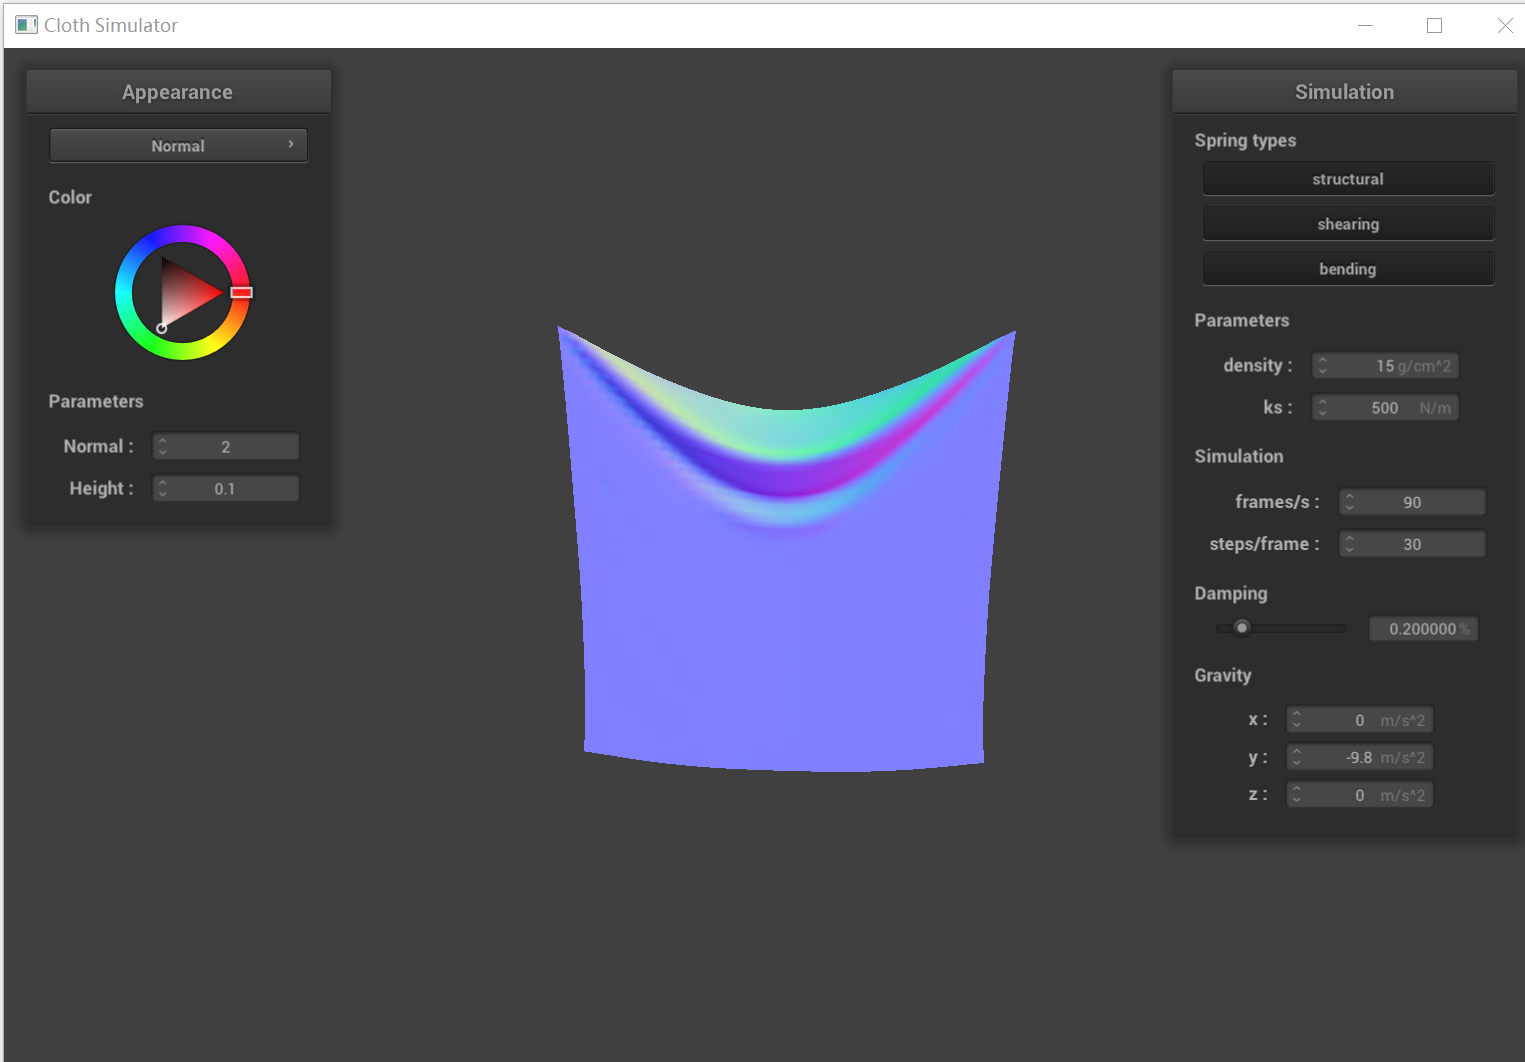 Cloth Simulator
Appearance
Normal
Color
Parameters
Normal : 2
Height : 0.1
Simulation
Spring types
structural
shearing
bending
Parameters
density : 15 g/cm^2
ks : 500 N/m
Simulation
frames/s : 90
steps/frame : 30
Damping
0.200000 %
Gravity
x : 0 m/s^2
y : -9.8 m/s^2
z : 0 m/s^2